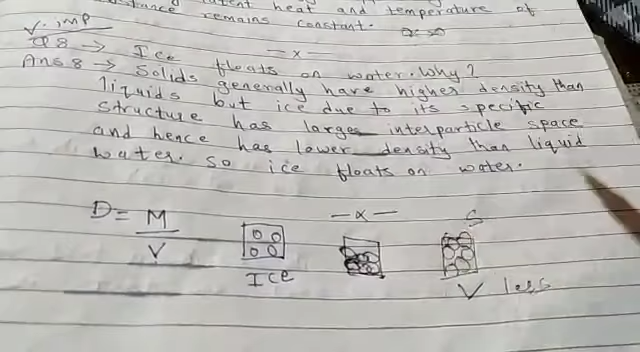 latent heat and temperature of
remains constant.
V. imp
Q8 → Ice floats on water. Why?
Ans 8 → Solids generally have higher density than
liquids but ice due to its specific
structure has large interparticle space
and hence has lower density than liquid
water. so ice floats on water.
—x—
D = M
V
Ice
S
V less